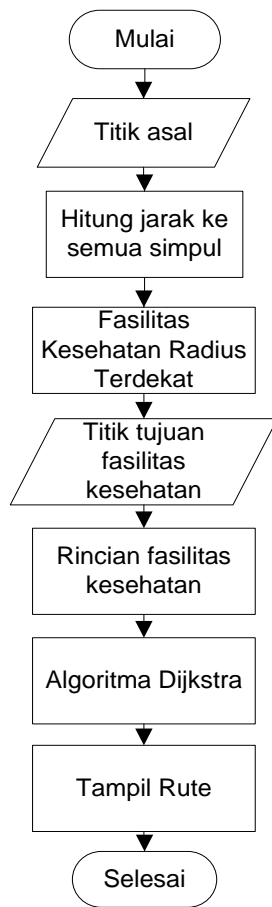 Mulai
Titik asal
Hitung jarak ke
semua simpul
Fasilitas
Kesehatan Radius
Terdekat
Titik tujuan
fasilitas
kesehatan
Rincian fasilitas
kesehatan
Algoritma Dijkstra
Tampil Rute
Selesai